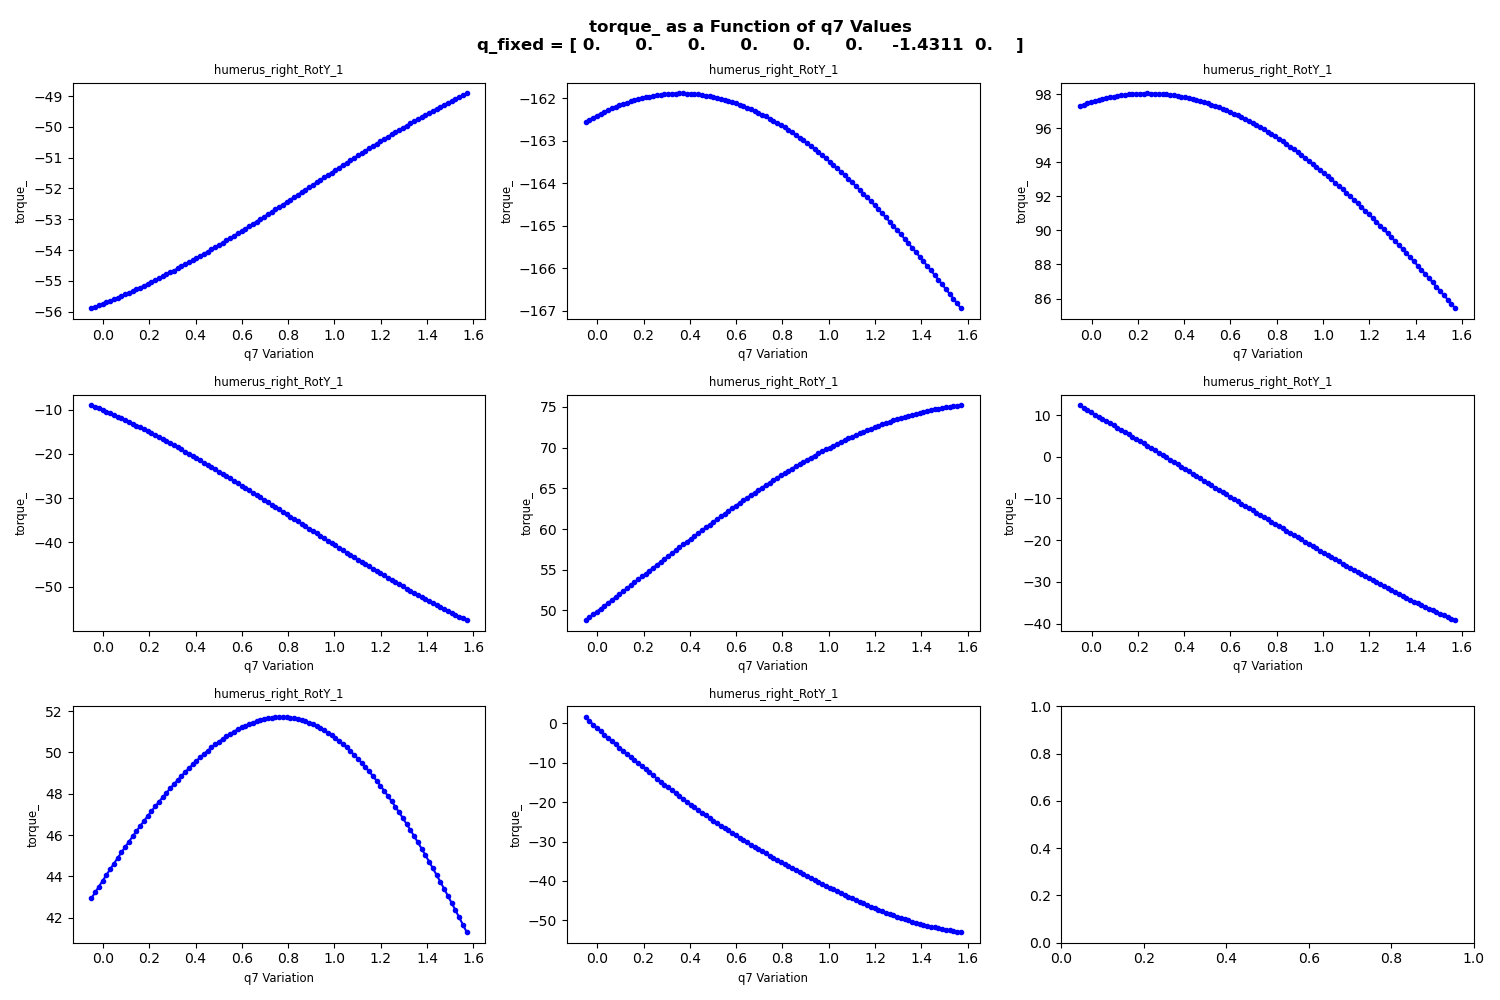 torque_ as a Function of q7 Values
q_fixed = [ 0. 0. 0. 0. 0. 0. -1.4311 0. ]
humerus_right_RotY_1
humerus_right_RotY_1
humerus_right_RotY_1
−49
−50
−51
−52
−53
−54
−55
−56
torque_
0.0 0.2 0.4 0.6 0.8 1.0 1.2 1.4 1.6
q7 Variation
−162
−163
−164
−165
−166
−167
torque_
0.0 0.2 0.4 0.6 0.8 1.0 1.2 1.4 1.6
q7 Variation
98
96
94
92
90
88
86
torque_
0.0 0.2 0.4 0.6 0.8 1.0 1.2 1.4 1.6
q7 Variation
humerus_right_RotY_1
humerus_right_RotY_1
humerus_right_RotY_1
−10
−20
−30
−40
−50
torque_
0.0 0.2 0.4 0.6 0.8 1.0 1.2 1.4 1.6
q7 Variation
75
70
65
60
55
50
torque_
0.0 0.2 0.4 0.6 0.8 1.0 1.2 1.4 1.6
q7 Variation
10
0
−10
−20
−30
−40
torque_
0.0 0.2 0.4 0.6 0.8 1.0 1.2 1.4 1.6
q7 Variation
humerus_right_RotY_1
humerus_right_RotY_1
52
50
48
46
44
42
torque_
0.0 0.2 0.4 0.6 0.8 1.0 1.2 1.4 1.6
q7 Variation
0
−10
−20
−30
−40
−50
torque_
0.0 0.2 0.4 0.6 0.8 1.0 1.2 1.4 1.6
q7 Variation
1.0
0.8
0.6
0.4
0.2
0.0
0.0 0.2 0.4 0.6 0.8 1.0